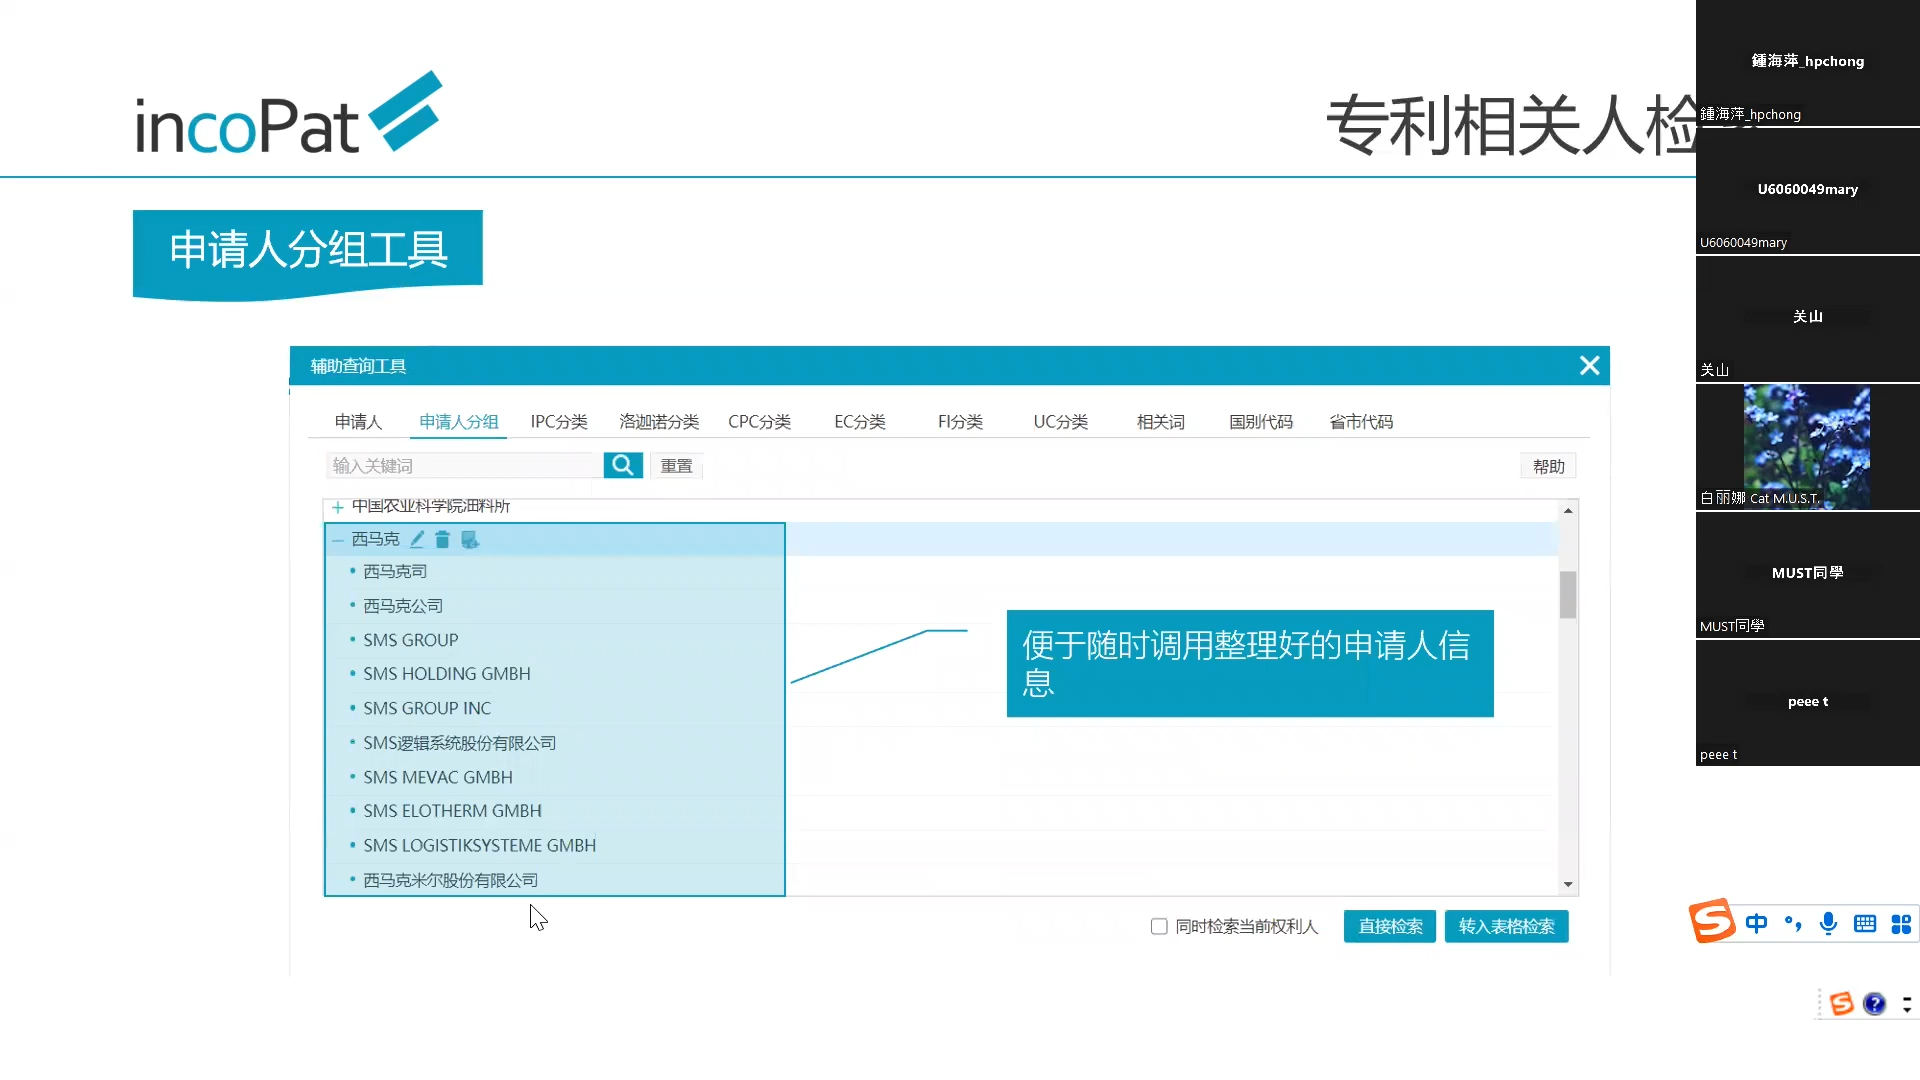 incoPat
专利相关人检
申请人分组工具
辅助查询工具
申请人 申请人分组 IPC分类 洛迦诺分类 CPC分类 EC分类 FI分类 UC分类 相关词 国别代码 省市代码
输入关键词 重置 帮助
中国农业科学院油料所
西马克
西马克司
西马克公司
SMS GROUP
SMS HOLDING GMBH
SMS GROUP INC
SMS逻辑系统股份有限公司
SMS MEVAC GMBH
SMS ELOTHERM GMBH
SMS LOGISTIKSYSTEME GMBH
西马克米尔股份有限公司
便于随时调用整理好的申请人信
息
同时检索当前权利人 直接检索 转入表格检索
鍾海萍_hpchong
鍾海萍_hpchong
U6060049mary
U6060049mary
关山
关山
白丽娜 Cat M.U.S.T.
MUST同學
MUST同學
peee t
peee t
中